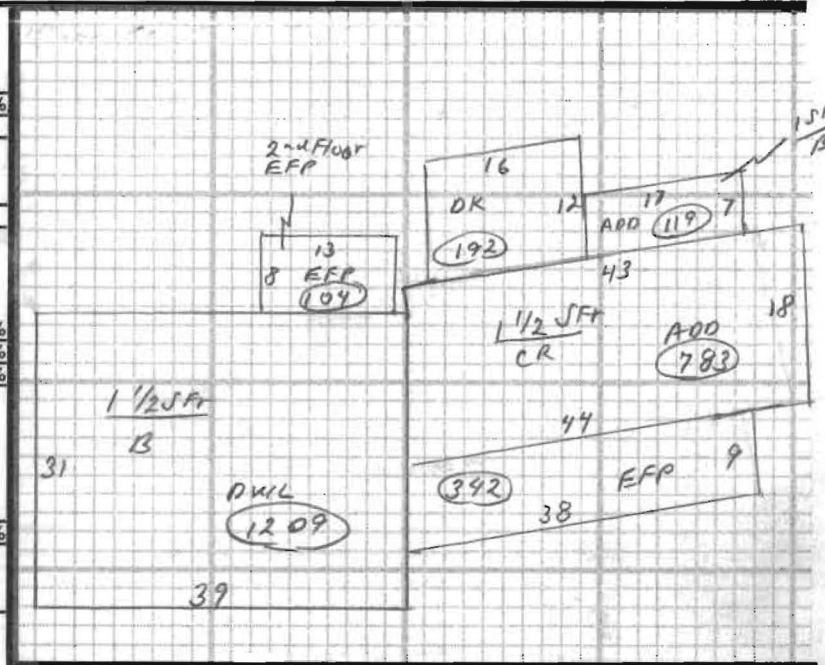 2nd Floor
EFP
13
8 EFP
104
16
DK
12
192
17
ADD 119 7
43
1 1/2 SFr
CR
18
ADD
783
44
1 1/2 SFr
B
31
DWL
1209
39
342
EFP
9
38